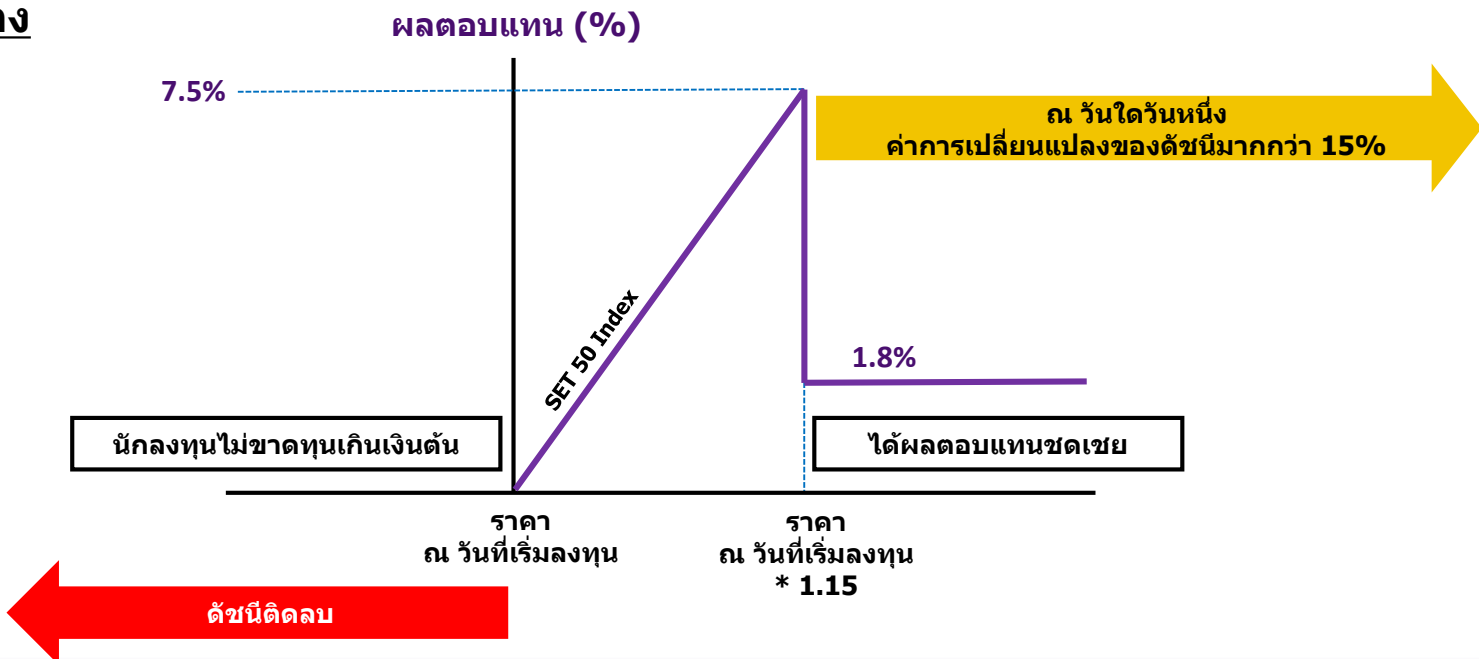 ผลตอบแทน (%)
7.5%
ณ วันใดวันหนึ่ง
ค่าการเปลี่ยนแปลงของดัชนีมากกว่า 15%
SET 50 Index
1.8%
นักลงทุนไม่ขาดทุนเกินเงินต้น
ได้ผลตอบแทนชดเชย
ราคา
ณ วันที่เริ่มลงทุน
ราคา
ณ วันที่เริ่มลงทุน
* 1.15
ดัชนีติดลบ